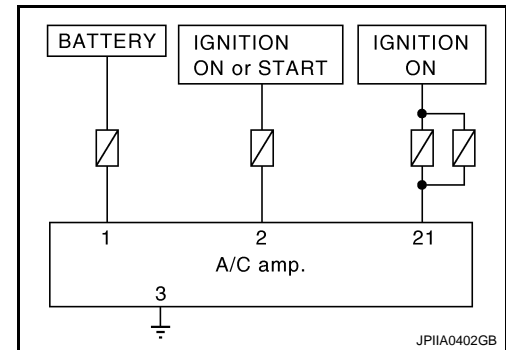 BATTERY
IGNITION
ON or START
IGNITION
ON
1
2
21
A/C amp.
3
JPIIA0402GB